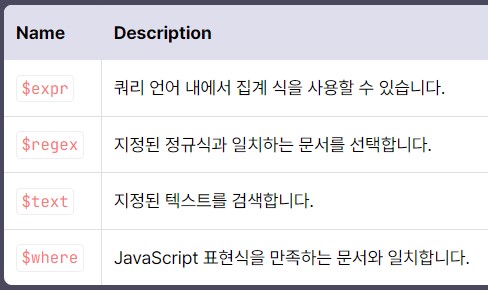 Name Description
$expr 쿼리 언어 내에서 집계 식을 사용할 수 있습니다.
$regex 지정된 정규식과 일치하는 문서를 선택합니다.
$text 지정된 텍스트를 검색합니다.
$where JavaScript 표현식을 만족하는 문서와 일치합니다.